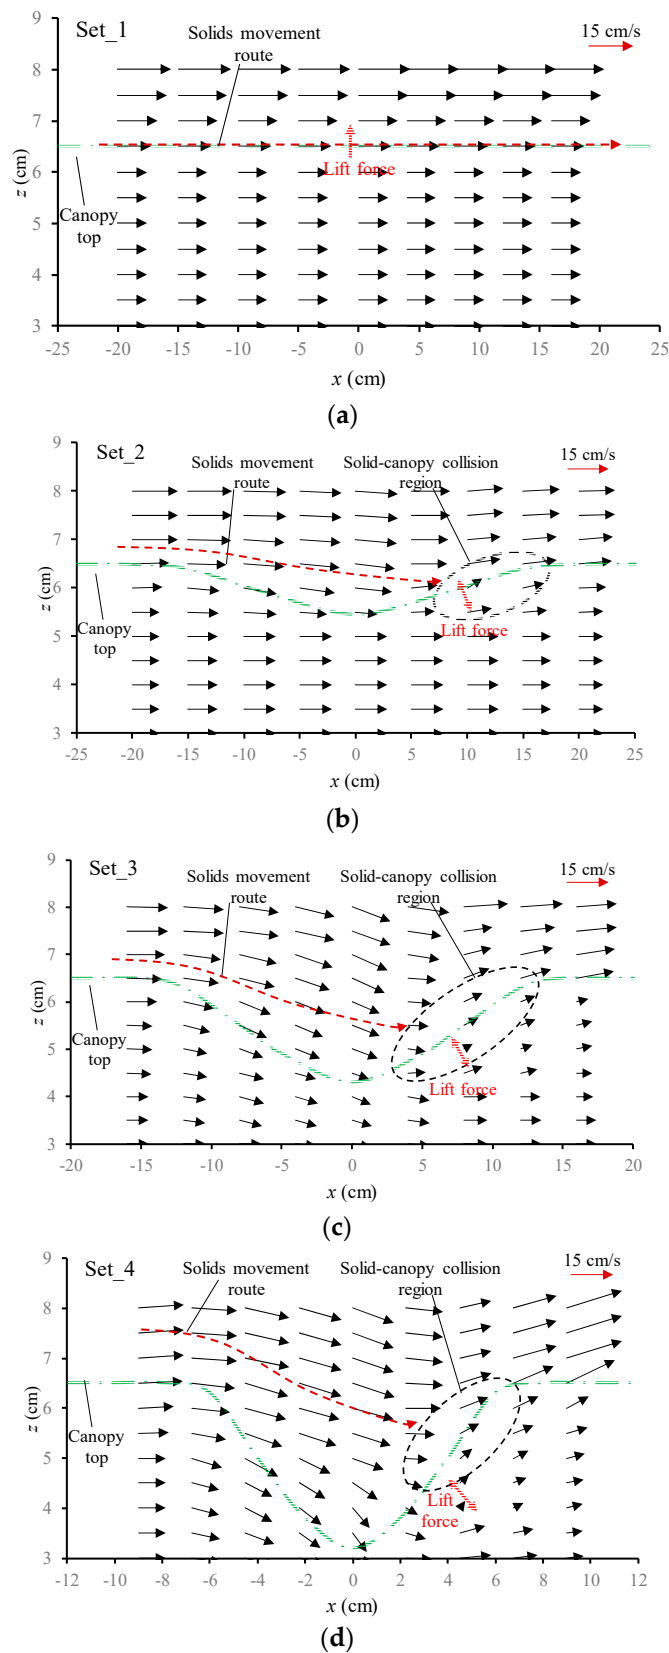 Set_1
Solids movement
route
15 cm/s
9
8
7
6
5
4
3
z (cm)
Lift force
Canopy
top
-25 -20 -15 -10 -5 0 5 10 15 20 25
x (cm)
(a)
Set_2
Solids movement
route
Solid-canopy collision
region
15 cm/s
9
8
7
6
5
4
3
z (cm)
Lift force
Canopy
top
-25 -20 -15 -10 -5 0 5 10 15 20 25
x (cm)
(b)
Set_3
Solids movement
route
Solid-canopy collision
region
15 cm/s
9
8
7
6
5
4
3
z (cm)
Canopy
top
Lift force
-20 -15 -10 -5 0 5 10 15 20
x (cm)
(c)
Set_4
Solids movement
route
Solid-canopy collision
region
15 cm/s
9
8
7
6
5
4
3
z (cm)
Canopy
top
Lift
force
-12 -10 -8 -6 -4 -2 0 2 4 6 8 10 12
x (cm)
(d)